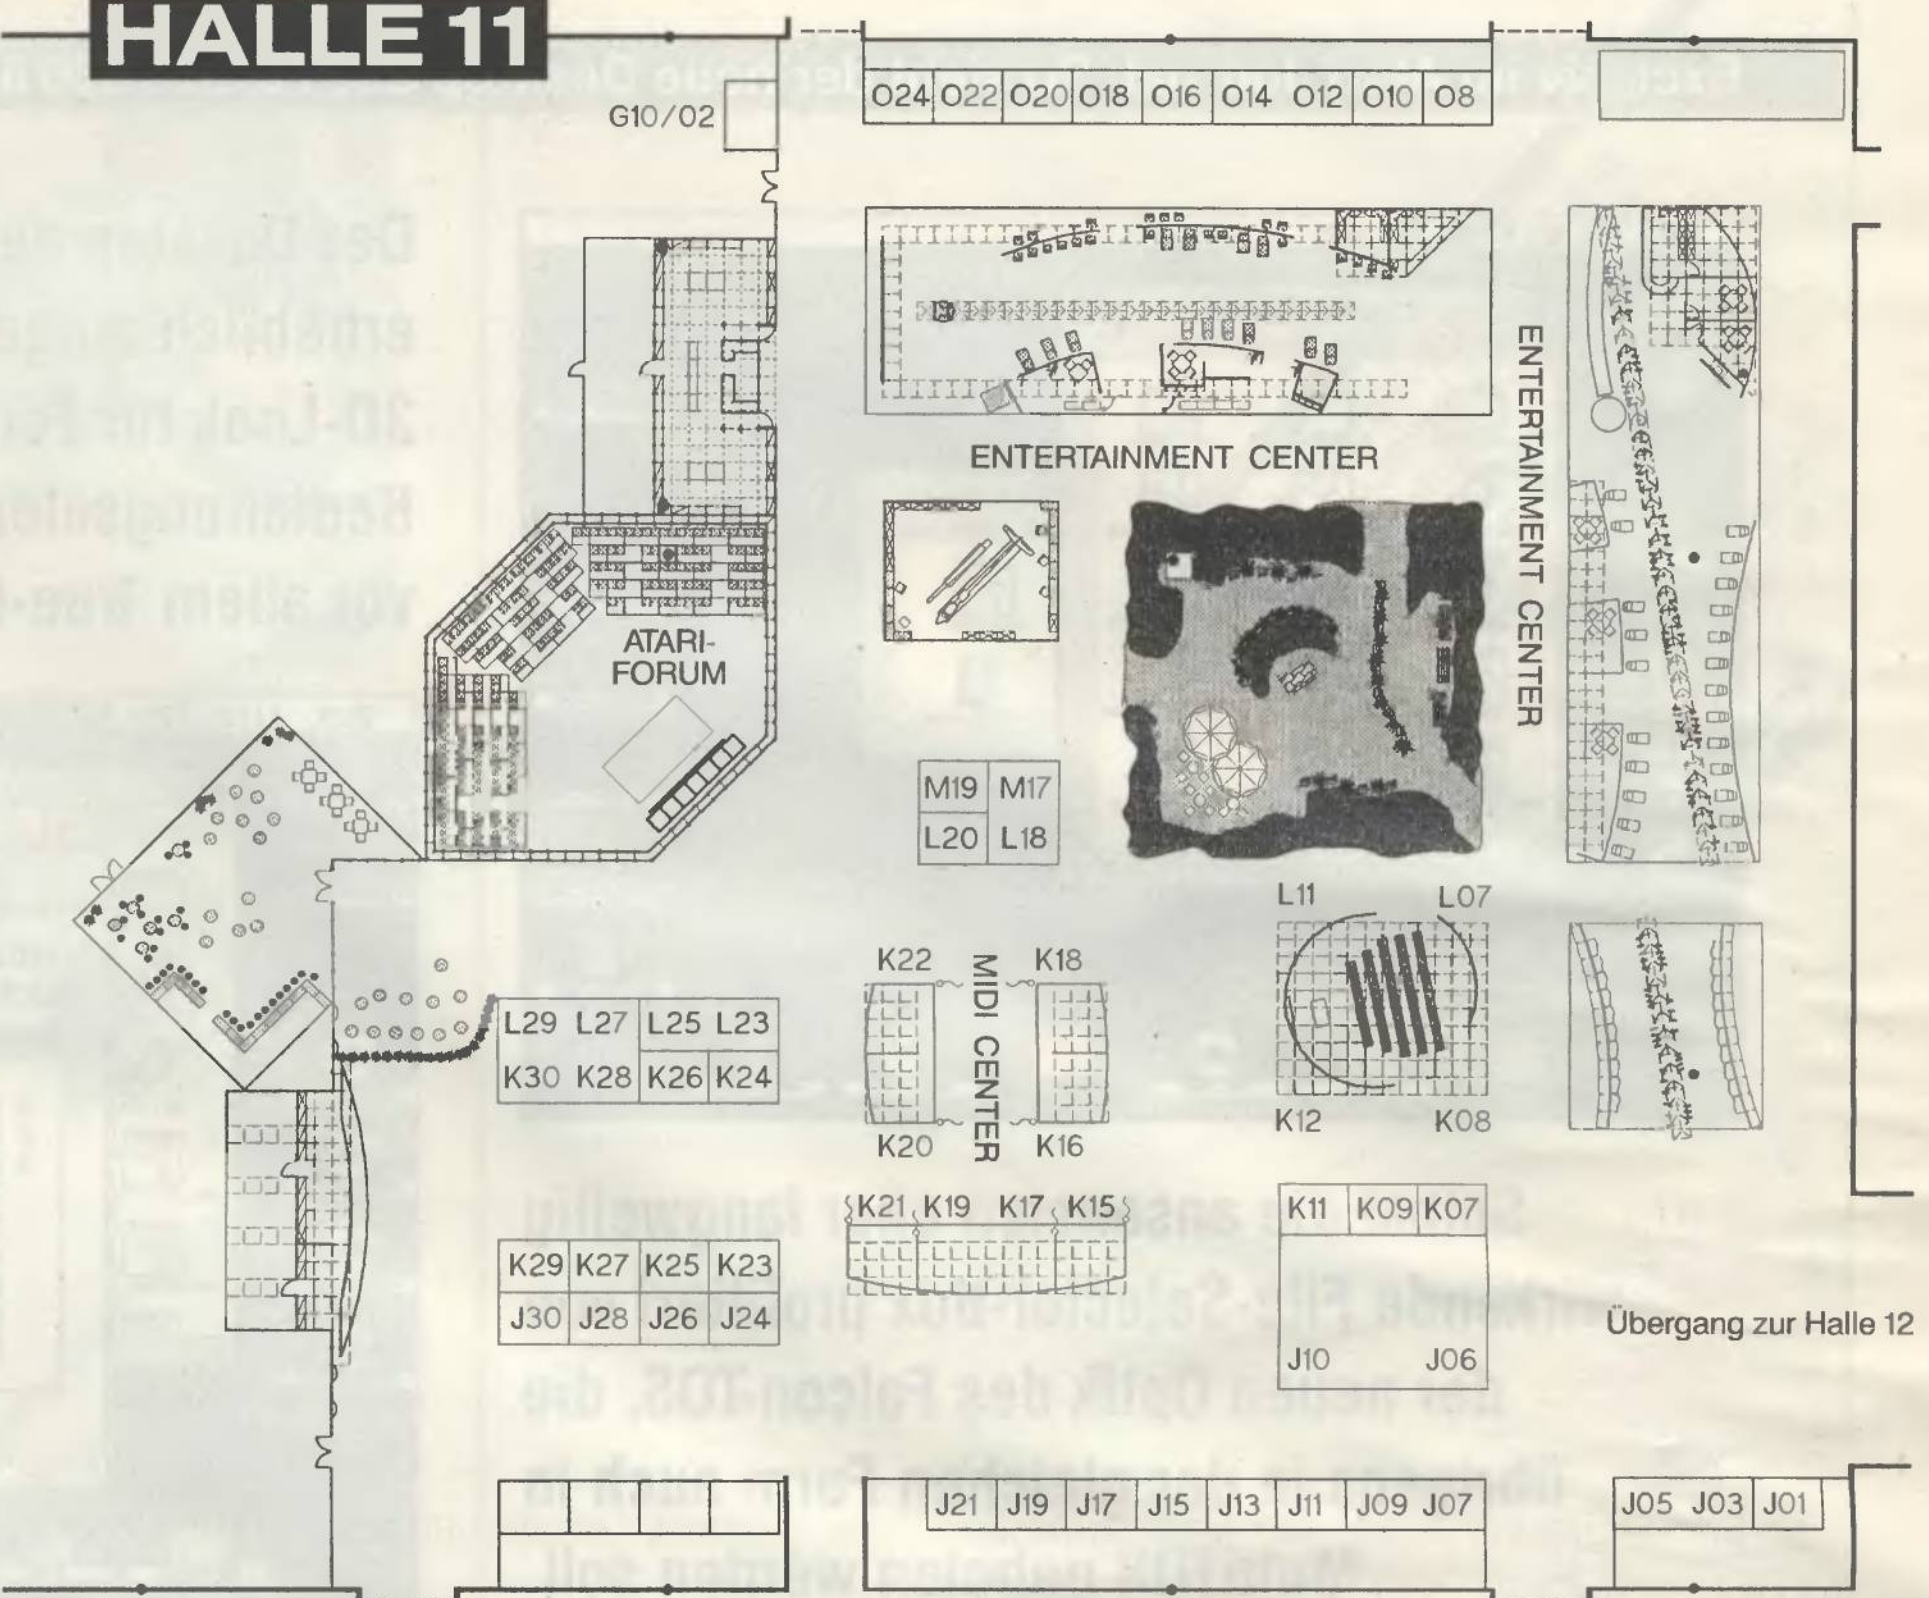 HALLE 11
G10/02
O24 O22 O20 O18 O16 O14 O12 O10 O8
ENTERTAINMENT CENTER
ENTERTAINMENT CENTER
ATARI-
FORUM
M19 M17
L20 L18
L11 L07
K12 K08
K22 K18
MIDI CENTER
K20 K16
L29 L27 L25 L23
K30 K28 K26 K24
K21 K19 K17 K15
K11 K09 K07
J10 J06
K29 K27 K25 K23
J30 J28 J26 J24
Übergang zur Halle 12
J21 J19 J17 J15 J13 J11 J09 J07
J05 J03 J01